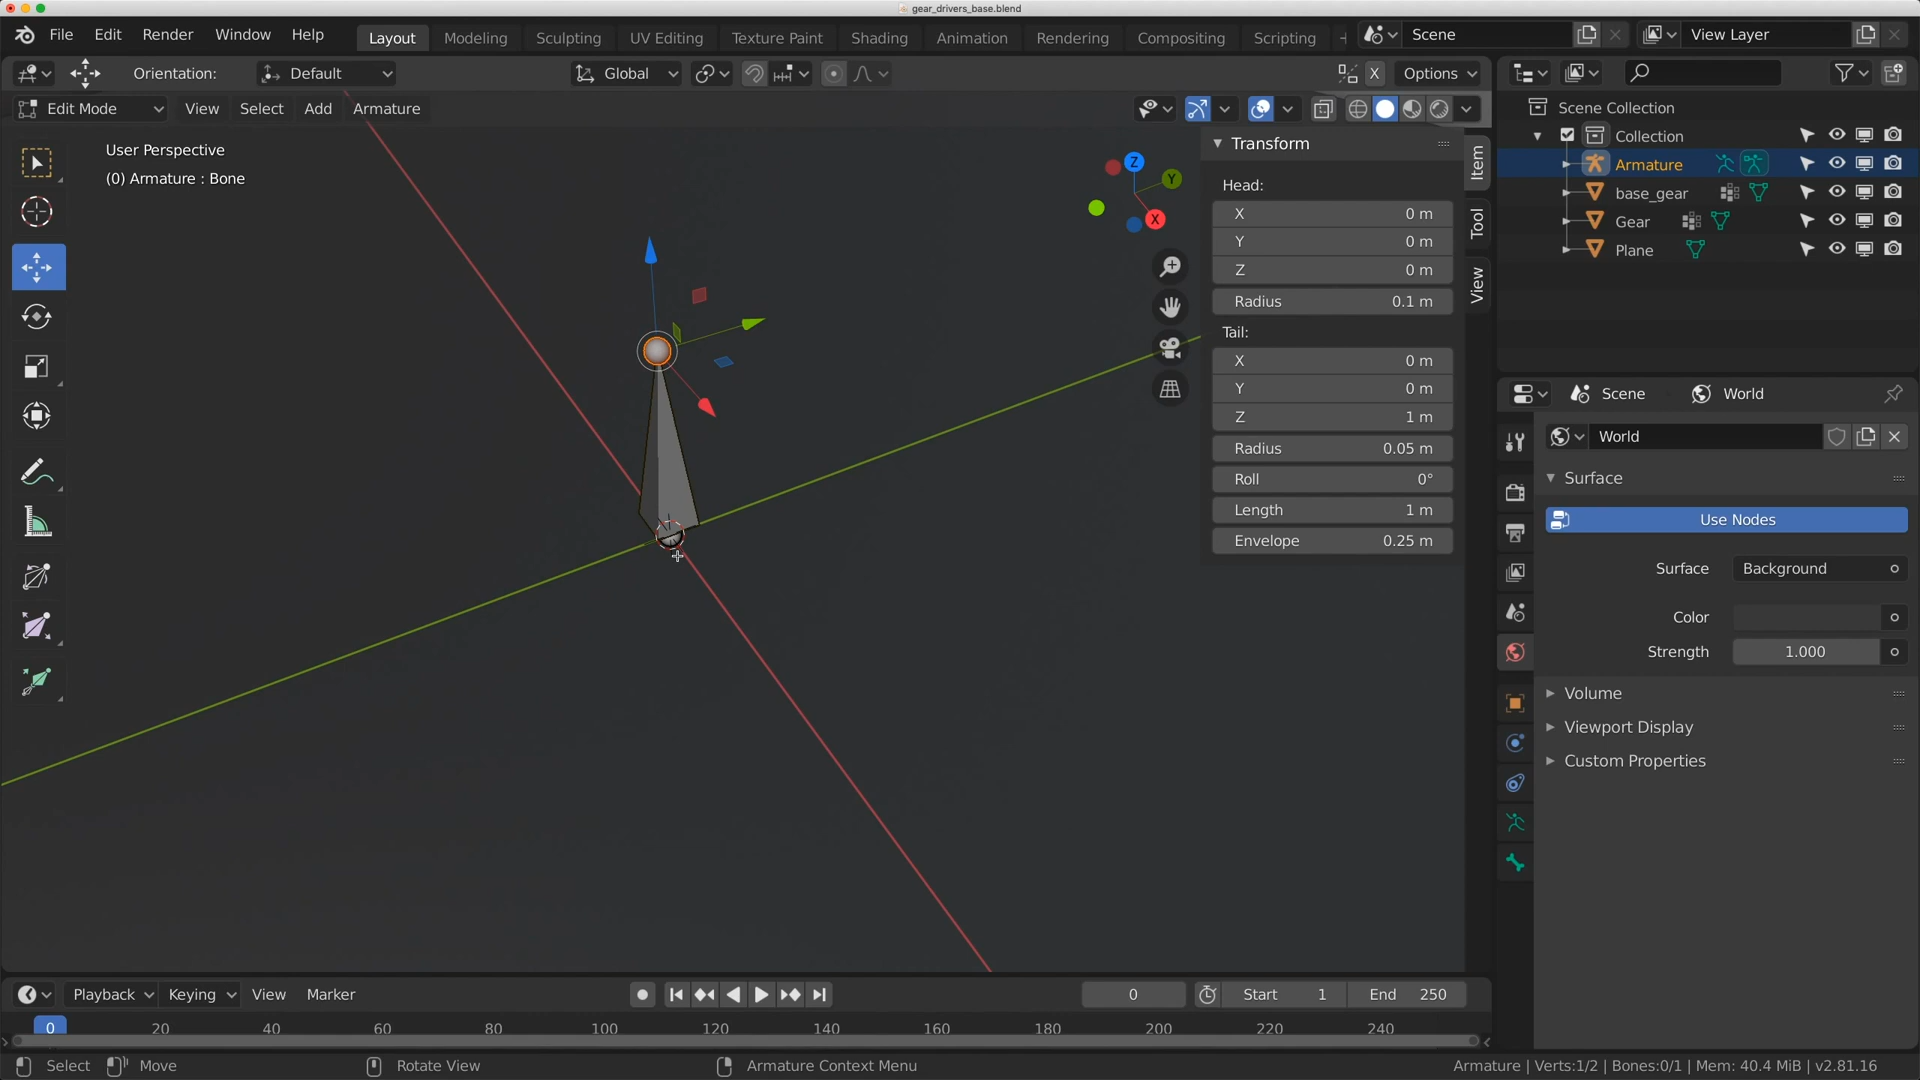 gear_drivers_base.blend
File Edit Render Window Help Layout Modeling Sculpting UV Editing Texture Paint Shading Animation Rendering Compositing Scripting Scene View Layer
Orientation: Default Global X Options
Edit Mode View Select Add Armature
User Perspective
(0) Armature : Bone
Z
Y
X
Transform
Head:
X 0 m
Y 0 m
Z 0 m
Radius 0.1 m
Tail:
X 0 m
Y 0 m
Z 1 m
Radius 0.05 m
Roll 0°
Length 1 m
Envelope 0.25 m
Item
Tool
View
Scene Collection
Collection
Armature
base_gear
Gear
Plane
Scene World
World
Surface
Use Nodes
Surface Background
Color
Strength 1.000
Volume
Viewport Display
Custom Properties
Playback Keying View Marker 0 Start 1 End 250
0 20 40 60 80 100 120 140 160 180 200 220 240
Select Move Rotate View Armature Context Menu Armature | Verts:1/2 | Bones:0/1 | Mem: 40.4 MiB | v2.81.16